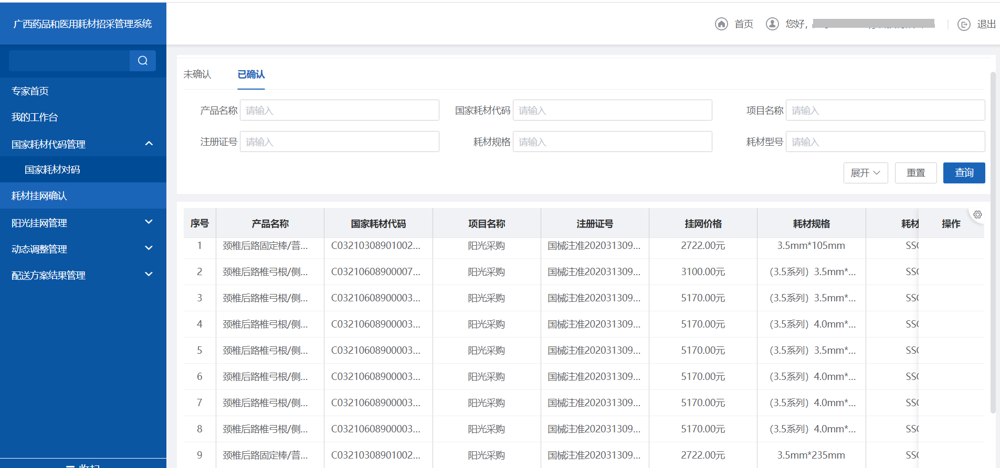 广西药品和医用耗材招采管理系统
首页 您好, 退出
专家首页
我的工作台
国家耗材代码管理
国家耗材对码
耗材挂网确认
阳光挂网管理
动态调整管理
配送方案结果管理
收起
未确认 已确认
产品名称 请输入 国家耗材代码 请输入 项目名称 请输入
注册证号 请输入 耗材规格 请输入 耗材型号 请输入
展开 重置 查询
序号 产品名称 国家耗材代码 项目名称 注册证号 挂网价格 耗材规格 耗材 操作
1 颈椎后路固定棒/普... C03210308901002... 阳光采购 国械注准202031309... 2722.00元 3.5mm*105mm SS
2 颈椎后路椎弓根/侧... C03210608900007... 阳光采购 国械注准202031309... 3100.00元 (3.5系列) 3.5mm*... SS
3 颈椎后路椎弓根/侧... C03210608900003... 阳光采购 国械注准202031309... 5170.00元 (3.5系列) 3.5mm*... SS
4 颈椎后路椎弓根/侧... C03210608900003... 阳光采购 国械注准202031309... 5170.00元 (3.5系列) 4.0mm*... SS
5 颈椎后路椎弓根/侧... C03210608900003... 阳光采购 国械注准202031309... 5170.00元 (3.5系列) 3.5mm*... SS
6 颈椎后路椎弓根/侧... C03210608900003... 阳光采购 国械注准202031309... 5170.00元 (3.5系列) 4.0mm*... SS
7 颈椎后路椎弓根/侧... C03210608900003... 阳光采购 国械注准202031309... 5170.00元 (3.5系列) 4.0mm*... SS
8 颈椎后路椎弓根/侧... C03210608900003... 阳光采购 国械注准202031309... 5170.00元 (3.5系列) 4.0mm*... SS
9 颈椎后路固定棒/普... C03210308901002... 阳光采购 国械注准202031309... 2722.00元 3.5mm*235mm SS